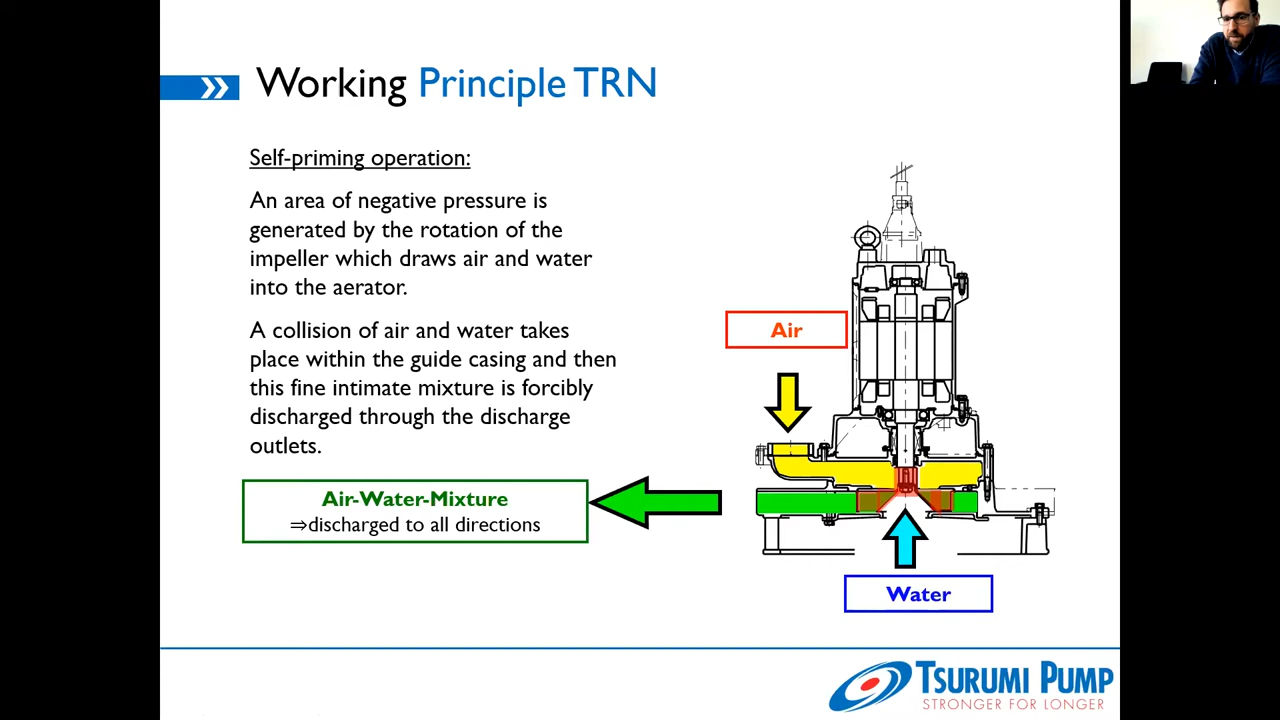 Working Principle TRN
Self-priming operation:
An area of negative pressure is
generated by the rotation of the
impeller which draws air and water
into the aerator.
A collision of air and water takes
place within the guide casing and then
this fine intimate mixture is forcibly
discharged through the discharge
outlets.
Air-Water-Mixture
⇒discharged to all directions
Air
Water
TSURUMI PUMP
STRONGER FOR LONGER